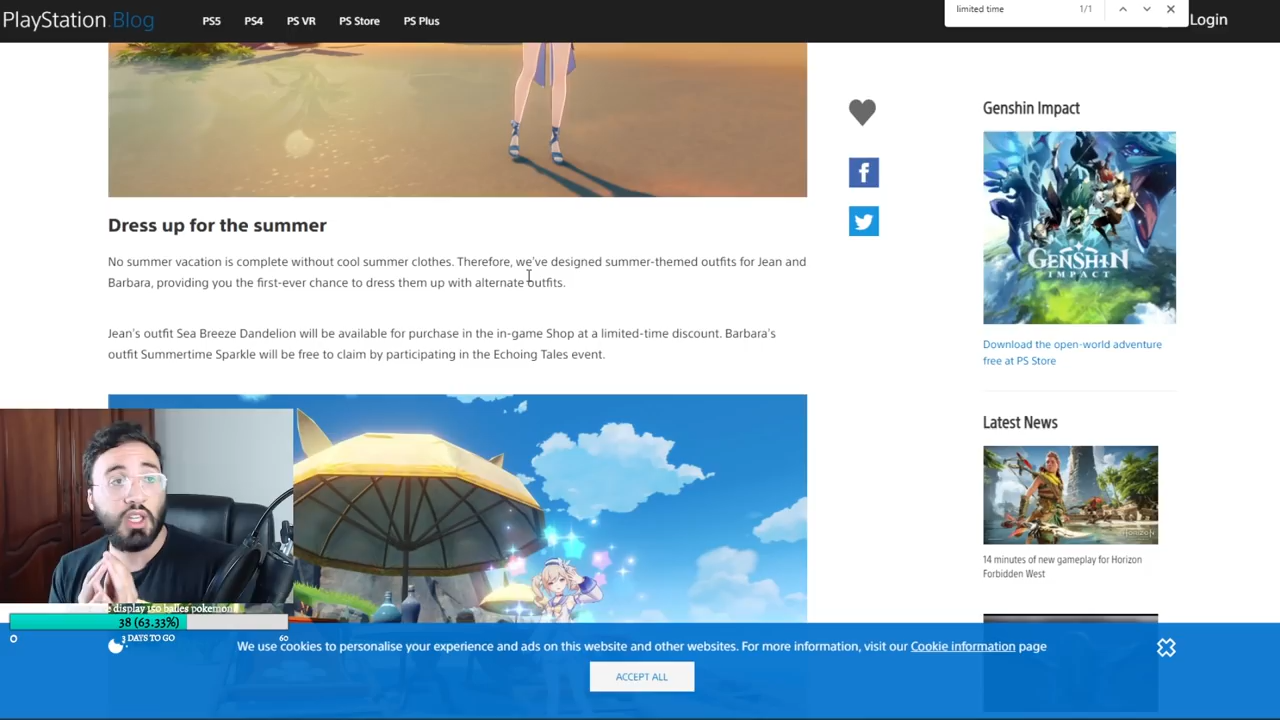 PlayStation.Blog
PS5
PS4
PS VR
PS Store
PS Plus
limited time
1/1
Login
Dress up for the summer
No summer vacation is complete without cool summer clothes. Therefore, we've designed summer-themed outfits for Jean and
Barbara, providing you the first-ever chance to dress them up with alternate outfits.
Jean's outfit Sea Breeze Dandelion will be available for purchase in the in-game Shop at a limited-time discount. Barbara's
outfit Summertime Sparkle will be free to claim by participating in the Echoing Tales event.
Genshin Impact
GENSHIN
IMPACT
Download the open-world adventure
free at PS Store
Latest News
HORIZON
14 minutes of new gameplay for Horizon
Forbidden West
e display 150 balles pokemon
38 (63.33%)
0
3 DAYS TO GO
60
We use cookies to personalise your experience and ads on this website and other websites. For more information, visit our Cookie information page
ACCEPT ALL